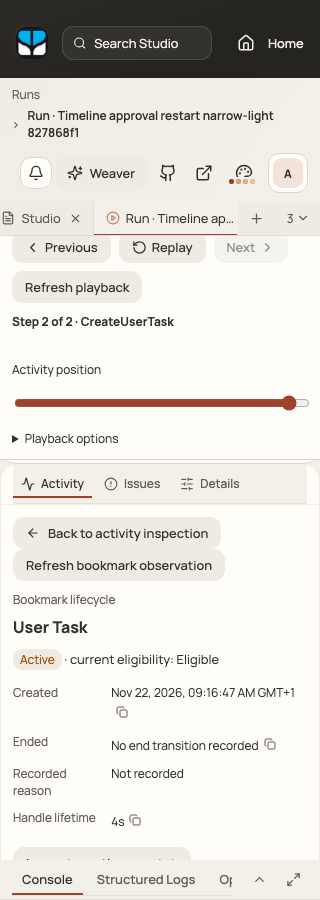 Search Studio
Home
Runs
Run · Timeline approval restart narrow-light
827868f1
Weaver
A
Studio
Run · Timeline ap...
3
Previous
Replay
Next
Refresh playback
Step 2 of 2 · CreateUserTask
Activity position
Playback options
Activity
Issues
Details
Back to activity inspection
Refresh bookmark observation
Bookmark lifecycle
User Task
Active · current eligibility: Eligible
Created
Nov 22, 2026, 09:16:47 AM GMT+1
Ended
No end transition recorded
Recorded
reason
Not recorded
Handle lifetime
4s
Console
Structured Logs